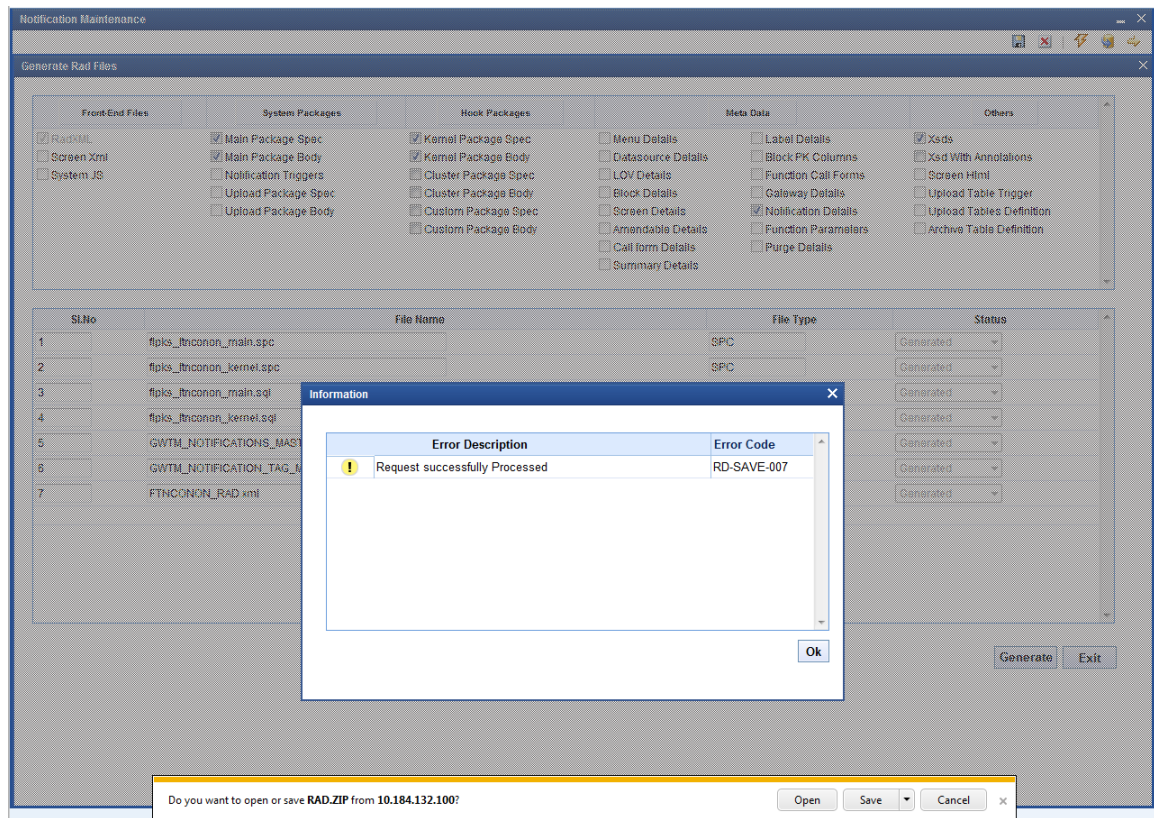 Notification Maintenance
Generate Rad Files
Front-End Files System Packages Hook Packages Meta Data Others
RadXML Main Package Spec Kernel Package Spec Menu Details Label Details Xsds
Screen Xml Main Package Body Kernel Package Body Datasource Details Block PK Columns Xsd With Annotations
System JS Notification Triggers Cluster Package Spec LOV Details Function Call Forms Screen Html
Upload Package Spec Cluster Package Body Block Details Gateway Details Upload Table Trigger
Upload Package Body Custom Package Spec Screen Details Notification Details Upload Tables Definition
Custom Package Body Amendable Details Function Parameters Archive Table Definition
Call form Details Purge Details
Summary Details
Sl.No File Name File Type Status
1 flpks_ftnconon_main.spc SPC Generated
2 flpks_ftnconon_kernel.spc SPC Generated
3 flpks_ftnconon_main.sql Generated
4 flpks_ftnconon_kernel.sql Generated
5 GWTM_NOTIFICATIONS_MAST Generated
6 GWTM_NOTIFICATION_TAG_M Generated
7 FTNCONON_RAD.xml Generated
Information
Error Description Error Code
! Request successfully Processed RD-SAVE-007
Ok
Generate Exit
Do you want to open or save RAD.ZIP from 10.184.132.100? Open Save Cancel